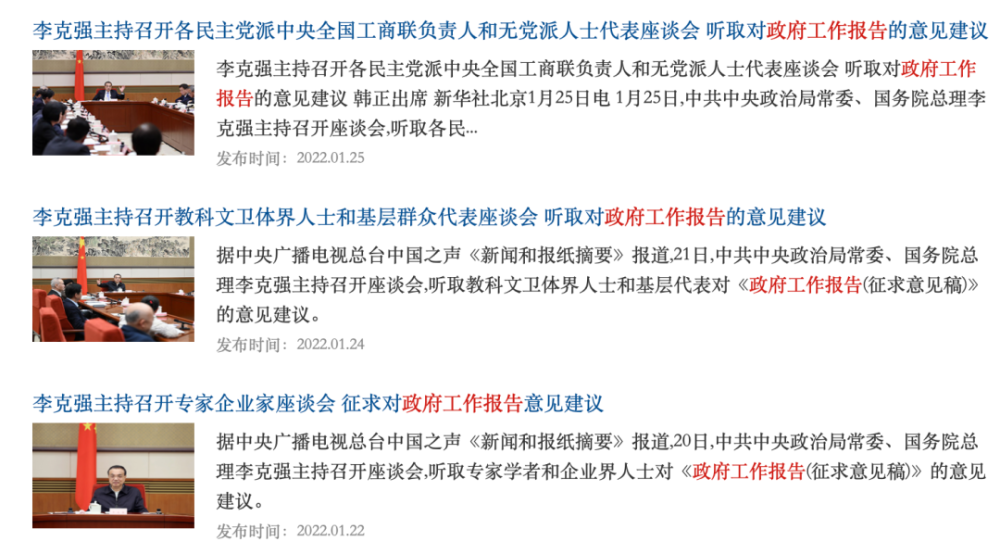 李克强主持召开各民主党派中央全国工商联负责人和无党派人士代表座谈会 听取对政府工作报告的意见建议
李克强主持召开各民主党派中央全国工商联负责人和无党派人士代表座谈会 听取对政府工作
报告的意见建议 韩正出席 新华社北京1月25日电 1月25日,中共中央政治局常委、国务院总理李
克强主持召开座谈会,听取各民...
发布时间：2022.01.25
李克强主持召开教科文卫体界人士和基层群众代表座谈会 听取对政府工作报告的意见建议
据中央广播电视总台中国之声《新闻和报纸摘要》报道,21日,中共中央政治局常委、国务院总
理李克强主持召开座谈会,听取教科文卫体界人士和基层代表对《政府工作报告(征求意见稿)》
的意见建议。
发布时间：2022.01.24
李克强主持召开专家企业家座谈会 征求对政府工作报告意见建议
据中央广播电视总台中国之声《新闻和报纸摘要》报道,20日,中共中央政治局常委、国务院总
理李克强主持召开座谈会,听取专家学者和企业界人士对《政府工作报告(征求意见稿)》的意见
建议。
发布时间：2022.01.22